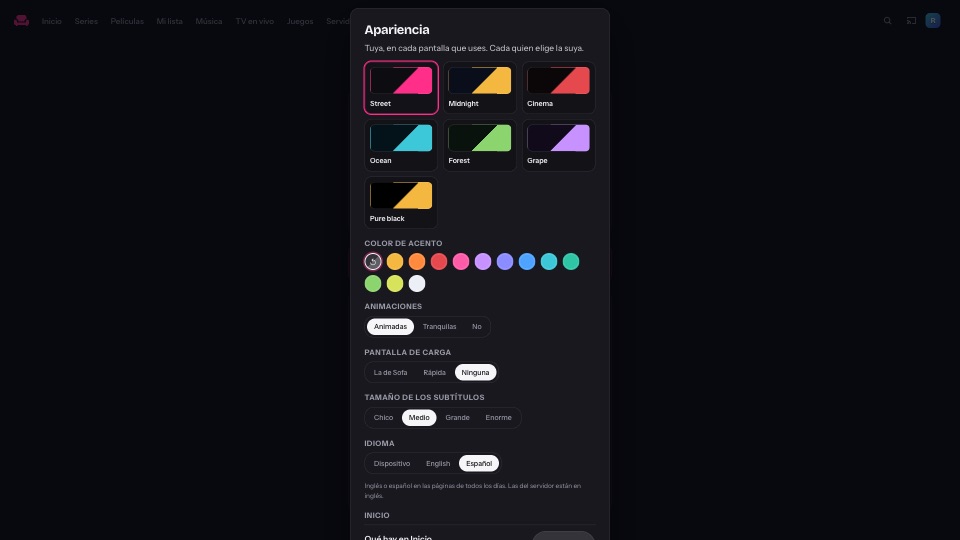 Inicio Series Películas Mi lista Música TV en vivo Juegos Servid
R
Apariencia
Tuya, en cada pantalla que uses. Cada quien elige la suya.
Street Midnight Cinema
Ocean Forest Grape
Pure black
COLOR DE ACENTO
ANIMACIONES
Animadas Tranquilas No
PANTALLA DE CARGA
La de Sofa Rápida Ninguna
TAMAÑO DE LOS SUBTÍTULOS
Chico Medio Grande Enorme
IDIOMA
Dispositivo English Español
Inglés o español en las páginas de todos los días. Las del servidor están en
inglés.
INICIO
Qué hay en Inicio